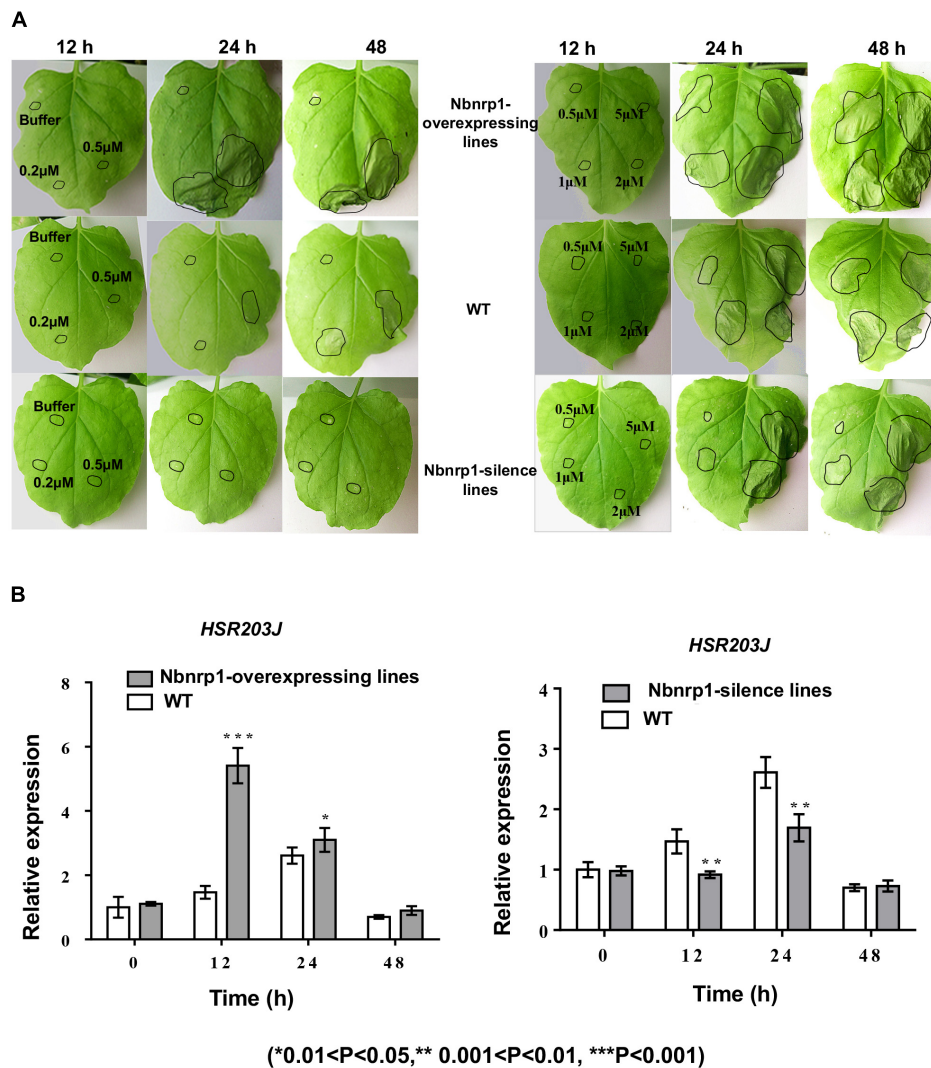 A
12 h 24 h 48
12 h 24 h 48 h
Buffer
0.5μM
0.2μM
Nbnrp1-
overexpressing
lines
0.5μM 5μM
1μM 2μM
Buffer
0.5μM
0.2μM
WT
0.5μM 5μM
1μM 2μM
Buffer
0.2μM 0.5μM
Nbnrp1-silence
lines
0.5μM
5μM
1μM
2μM
B
HSR203J
Nbnrp1-overexpressing lines
WT
Relative expression
8
6
4
2
0
***
*
0 12 24 48
Time (h)
HSR203J
Nbnrp1-silence lines
WT
Relative expression
4
3
2
1
0
**
**
0 12 24 48
Time (h)
(*0.01<P<0.05,** 0.001<P<0.01, ***P<0.001)